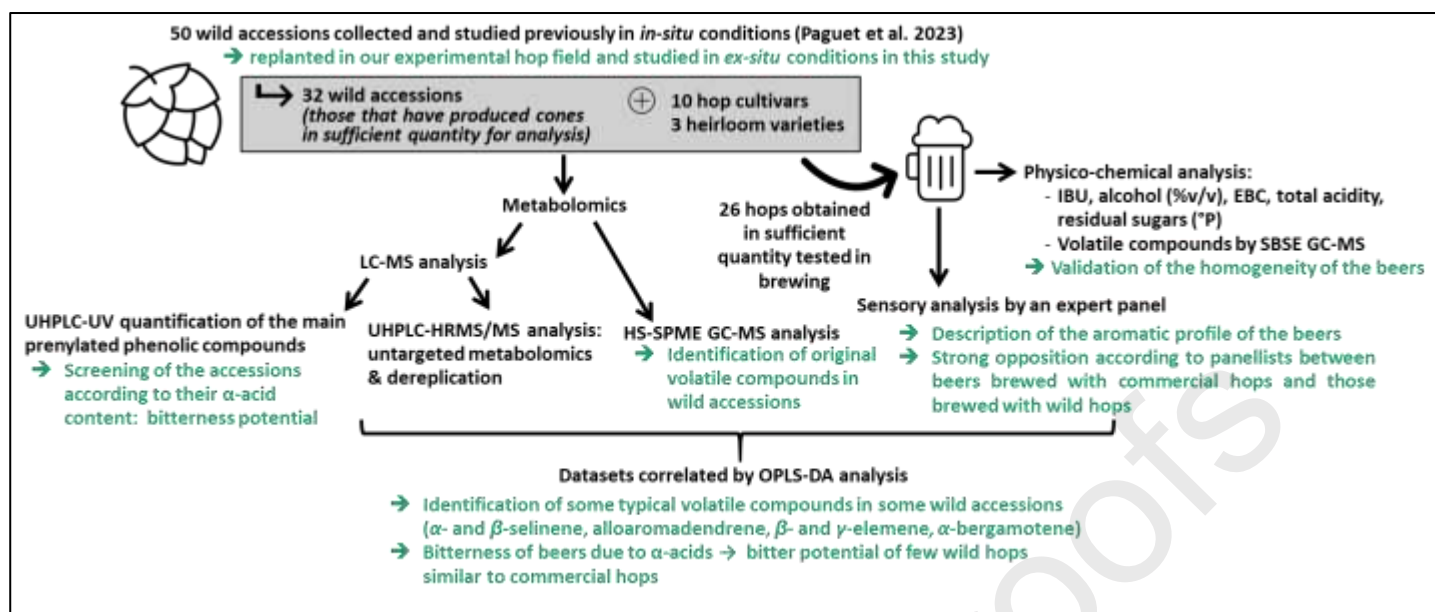 50 wild accessions collected and studied previously in in-situ conditions (Paguet et al. 2023)
→ replanted in our experimental hop field and studied in ex-situ conditions in this study
32 wild accessions
(those that have produced cones
in sufficient quantity for analysis)
10 hop cultivars
3 heirloom varieties
Metabolomics
26 hops obtained
in sufficient
quantity tested in
brewing
Physico-chemical analysis:
- IBU, alcohol (%v/v), EBC, total acidity,
residual sugars (°P)
- Volatile compounds by SBSE GC-MS
→ Validation of the homogeneity of the beers
LC-MS analysis
UHPLC-UV quantification of the main
prenylated phenolic compounds
→ Screening of the accessions
according to their α-acid
content: bitterness potential
UHPLC-HRMS/MS analysis:
untargeted metabolomics
& dereplication
HS-SPME GC-MS analysis
→ Identification of original
volatile compounds in
wild accessions
Sensory analysis by an expert panel
→ Description of the aromatic profile of the beers
→ Strong opposition according to panellists between
beers brewed with commercial hops and those
brewed with wild hops
Datasets correlated by OPLS-DA analysis
→ Identification of some typical volatile compounds in some wild accessions
(α- and β-selinene, alloaromadendrene, β- and γ-elemene, α-bergamotene)
→ Bitterness of beers due to α-acids → bitter potential of few wild hops
similar to commercial hops
oofs